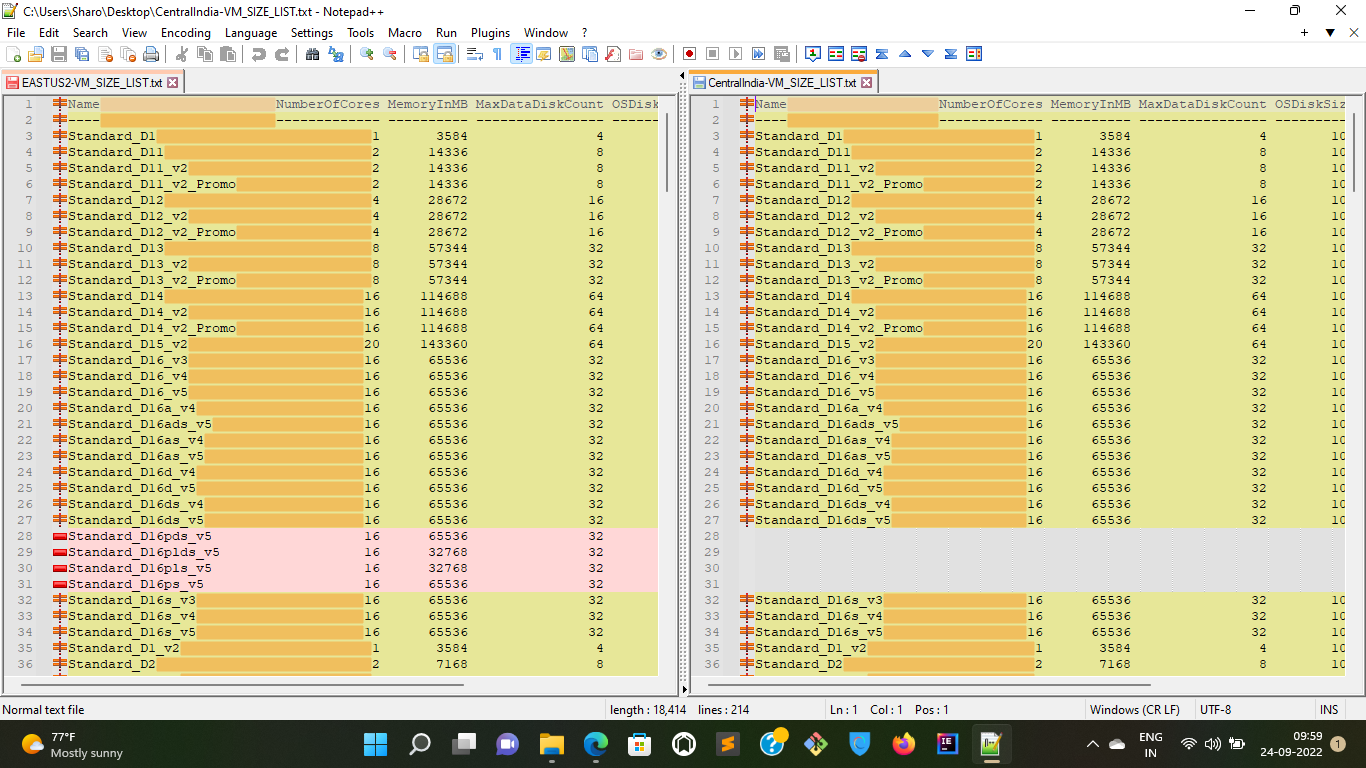 C:\Users\Sharo\Desktop\CentralIndia-VM_SIZE_LIST.txt - Notepad++
File Edit Search View Encoding Language Settings Tools Macro Run Plugins Window ?
+ ▼ X
EASTUS2-VM_SIZE_LIST.txt
1 Name NumberOfCores MemoryInMB MaxDataDiskCount OSDisk
2 ---- ------------- ---------- ---------------- ------
3 Standard_D1 1 3584 4
4 Standard_D11 2 14336 8
5 Standard_D11_v2 2 14336 8
6 Standard_D11_v2_Promo 2 14336 8
7 Standard_D12 4 28672 16
8 Standard_D12_v2 4 28672 16
9 Standard_D12_v2_Promo 4 28672 16
10 Standard_D13 8 57344 32
11 Standard_D13_v2 8 57344 32
12 Standard_D13_v2_Promo 8 57344 32
13 Standard_D14 16 114688 64
14 Standard_D14_v2 16 114688 64
15 Standard_D14_v2_Promo 16 114688 64
16 Standard_D15_v2 20 143360 64
17 Standard_D16_v3 16 65536 32
18 Standard_D16_v4 16 65536 32
19 Standard_D16_v5 16 65536 32
20 Standard_D16a_v4 16 65536 32
21 Standard_D16ads_v5 16 65536 32
22 Standard_D16as_v4 16 65536 32
23 Standard_D16as_v5 16 65536 32
24 Standard_D16d_v4 16 65536 32
25 Standard_D16d_v5 16 65536 32
26 Standard_D16ds_v4 16 65536 32
27 Standard_D16ds_v5 16 65536 32
28 Standard_D16pds_v5 16 65536 32
29 Standard_D16plds_v5 16 32768 32
30 Standard_D16pls_v5 16 32768 32
31 Standard_D16ps_v5 16 65536 32
32 Standard_D16s_v3 16 65536 32
33 Standard_D16s_v4 16 65536 32
34 Standard_D16s_v5 16 65536 32
35 Standard_D1_v2 1 3584 4
36 Standard_D2 2 7168 8
CentralIndia-VM_SIZE_LIST.txt
1 Name NumberOfCores MemoryInMB MaxDataDiskCount OSDiskSiz
2 ---- ------------- ---------- ---------------- ---------
3 Standard_D1 1 3584 4 10
4 Standard_D11 2 14336 8 10
5 Standard_D11_v2 2 14336 8 10
6 Standard_D11_v2_Promo 2 14336 8 10
7 Standard_D12 4 28672 16 10
8 Standard_D12_v2 4 28672 16 10
9 Standard_D12_v2_Promo 4 28672 16 10
10 Standard_D13 8 57344 32 10
11 Standard_D13_v2 8 57344 32 10
12 Standard_D13_v2_Promo 8 57344 32 10
13 Standard_D14 16 114688 64 10
14 Standard_D14_v2 16 114688 64 10
15 Standard_D14_v2_Promo 16 114688 64 10
16 Standard_D15_v2 20 143360 64 10
17 Standard_D16_v3 16 65536 32 10
18 Standard_D16_v4 16 65536 32 10
19 Standard_D16_v5 16 65536 32 10
20 Standard_D16a_v4 16 65536 32 10
21 Standard_D16ads_v5 16 65536 32 10
22 Standard_D16as_v4 16 65536 32 10
23 Standard_D16as_v5 16 65536 32 10
24 Standard_D16d_v4 16 65536 32 10
25 Standard_D16d_v5 16 65536 32 10
26 Standard_D16ds_v4 16 65536 32 10
27 Standard_D16ds_v5 16 65536 32 10
28
29
30
31
32 Standard_D16s_v3 16 65536 32 10
33 Standard_D16s_v4 16 65536 32 10
34 Standard_D16s_v5 16 65536 32 10
35 Standard_D1_v2 1 3584 4 10
36 Standard_D2 2 7168 8 10
Normal text file length : 18,414 lines : 214 Ln : 1 Col : 1 Pos : 1 Windows (CR LF) UTF-8 INS
77°F
Mostly sunny
ENG
IN
09:59
24-09-2022
1